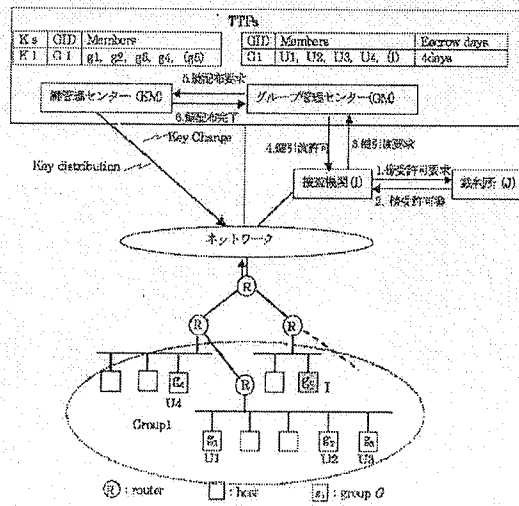 TTPs
Ks GID Members
K1 G1 g1, g2, g3, g4, (g5)
GID Members Escrow days
G1 U1, U2, U3, U4, (I) 4days
5.鍵配布要求
鍵管理センター(KM)
グループ管理センター(GM)
6.鍵配布完了
Key Change
4.鍵引渡許可
3.鍵引渡要求
Key distribution
1.傍受許可要求
捜査機関(I)
裁判所(J)
2.傍受許可
ネットワーク
R
R
R
g4
U4
R
g5
I
Group1
g1
U1
g2
U2
g3
U3
R : router
: host
: group G